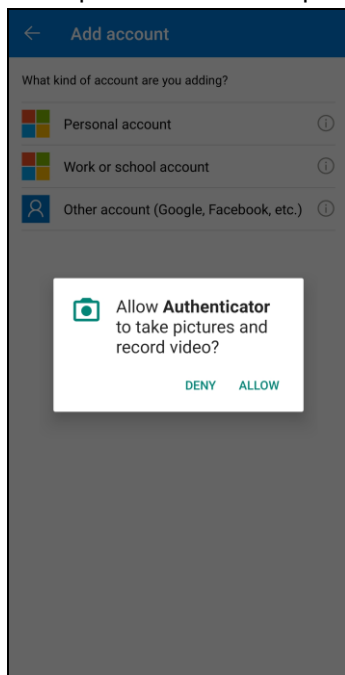 Add account
What kind of account are you adding?
Personal account
Work or school account
Other account (Google, Facebook, etc.)
Allow Authenticator
to take pictures and
record video?
DENY ALLOW